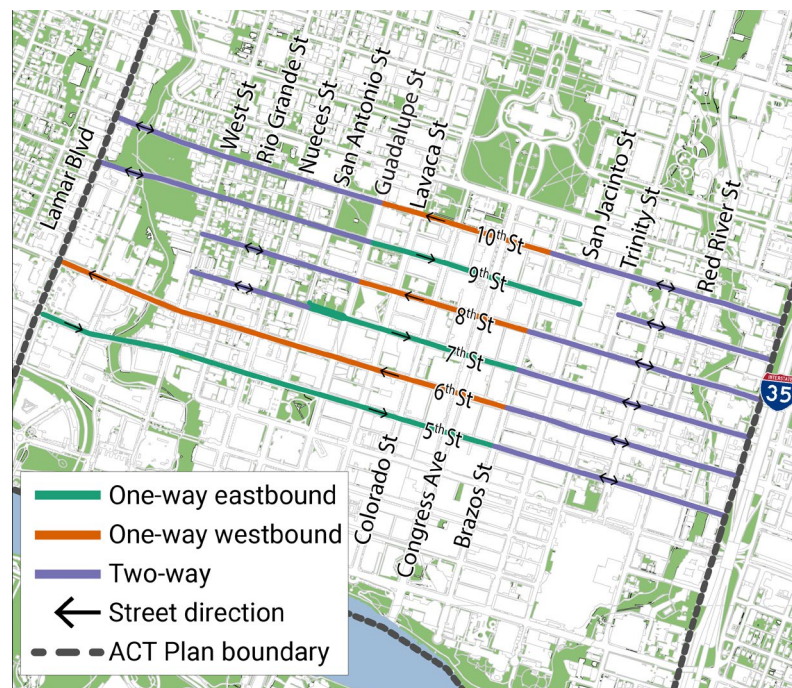 Lamar Blvd
West St
Rio Grande St
Nueces St
San Antonio St
Guadalupe St
Lavaca St
San Jacinto St
Trinity St
Red River St
10th St
9th St
8th St
7th St
6th St
5th St
INTERSTATE
35
Colorado St
Congress Ave
Brazos St
One-way eastbound
One-way westbound
Two-way
Street direction
ACT Plan boundary